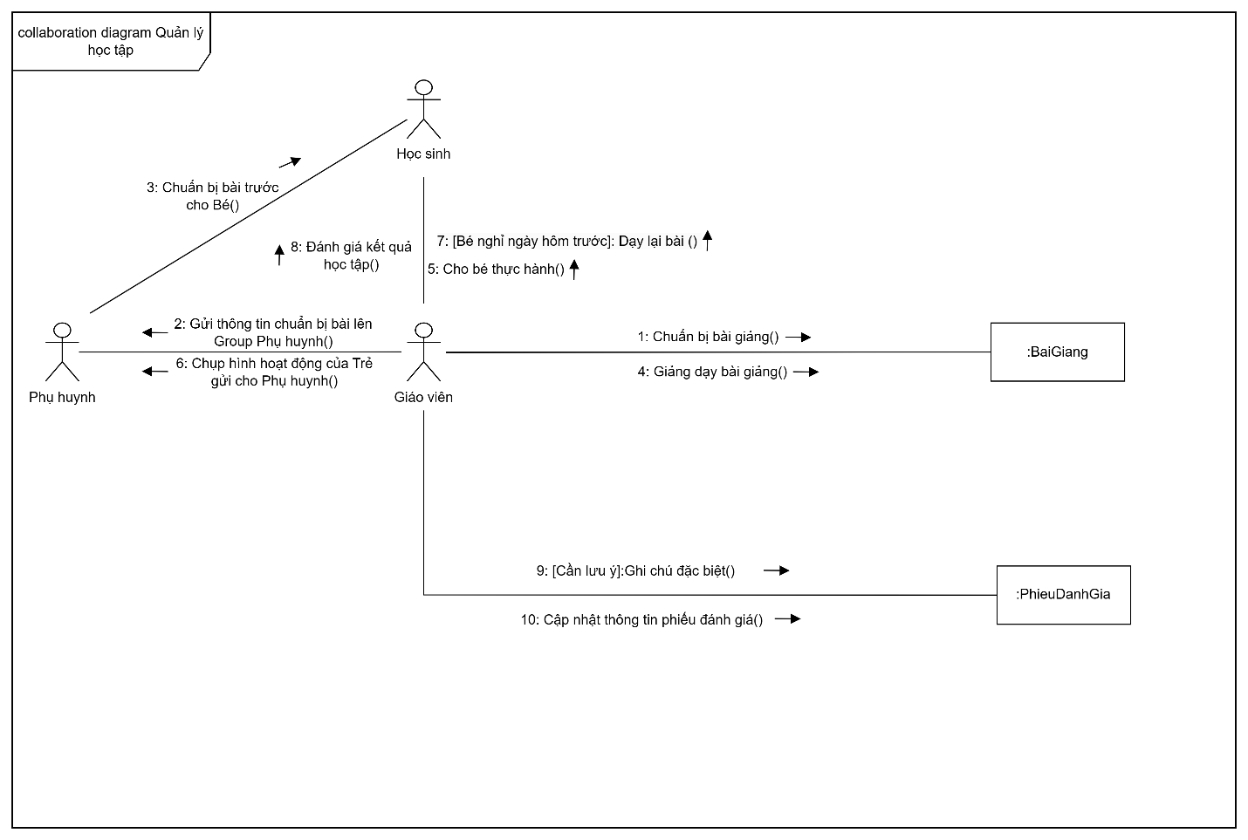 collaboration diagram Quản lý
học tập
Học sinh
3: Chuẩn bị bài trước
cho Bé()
7: [Bé nghỉ ngày hôm trước]: Dạy lại bài ()
8: Đánh giá kết quả
học tập()
5: Cho bé thực hành()
2: Gửi thông tin chuẩn bị bài lên
Group Phụ huynh()
1: Chuẩn bị bài giảng()
:BaiGiang
6: Chụp hình hoạt động của Trẻ
gửi cho Phụ huynh()
4: Giảng dạy bài giảng()
Phụ huynh
Giáo viên
9: [Cần lưu ý]:Ghi chú đặc biệt()
:PhieuDanhGia
10: Cập nhật thông tin phiếu đánh giá()